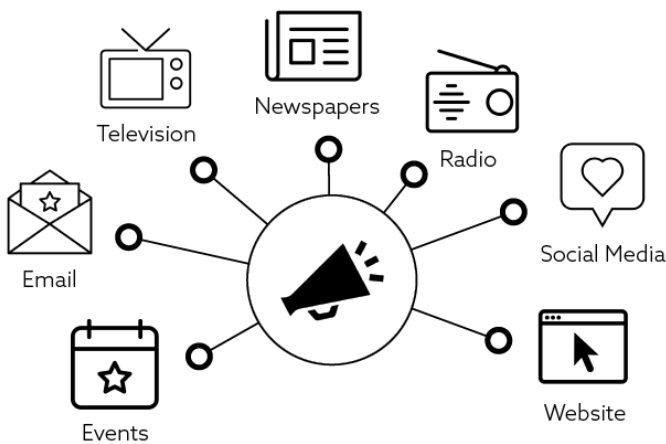 Newspapers
Television
Radio
Social Media
Email
Website
Events